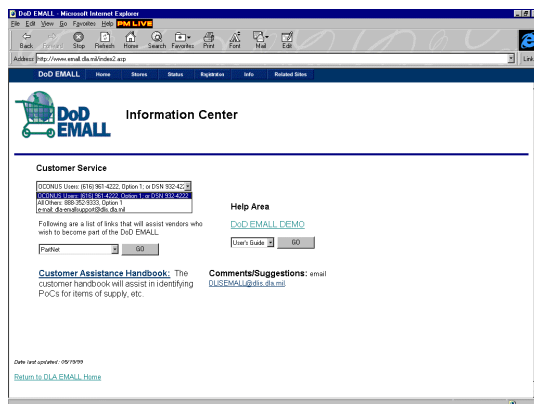 DoD EMALL - Microsoft Internet Explorer
File Edit View Go Favorites Help PM LIVE
Back Forward Stop Refresh Home Search Favorites Print Font Mail Edit
Address http://www.emall.dla.mil/index2.asp Link
DoD EMALL Home Stores Status Registration Info Related Sites
DoD
EMALL
Information Center
Customer Service
OCONUS Users: (616) 961-4222, Option 1; or DSN 932-422
OCONUS Users: (616) 961-4222, Option 1; or DSN 932-4222
All Others: 888-352-9333, Option 1
e-mail: dla-emallsupport@dlis.dla.mil
Following are a list of links that will assist vendors who
wish to become part of the DoD EMALL
PartNet GO
Help Area
DoD EMALL DEMO
User's Guide GO
Customer Assistance Handbook: The
customer handbook will assist in identifying
PoCs for items of supply, etc.
Comments/Suggestions: email
DLISEMALL@dlis.dla.mil.
Date last updated: 08/19/99
Return to DLA EMALL Home